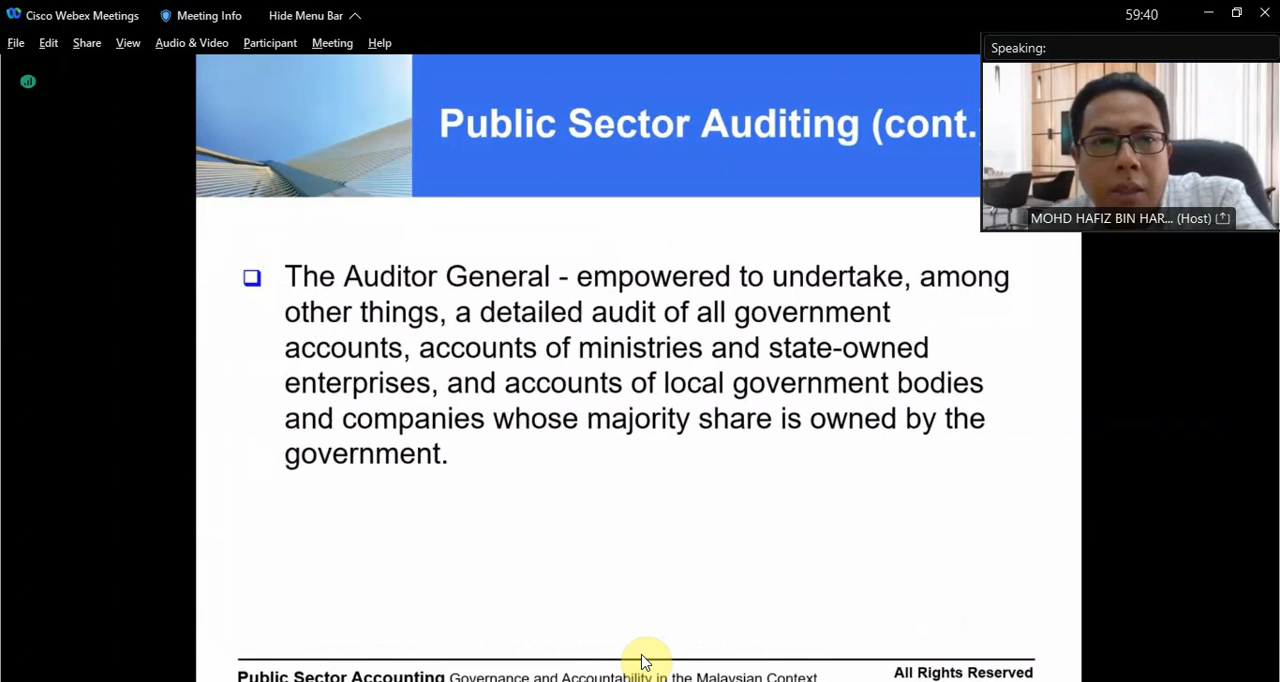 Cisco Webex Meetings
Meeting Info
Hide Menu Bar
59:40
File Edit Share View Audio & Video Participant Meeting Help
Speaking:
Public Sector Auditing (cont.
MOHD HAFIZ BIN HAR... (Host)
The Auditor General - empowered to undertake, among
other things, a detailed audit of all government
accounts, accounts of ministries and state-owned
enterprises, and accounts of local government bodies
and companies whose majority share is owned by the
government.
Public Sector Accounting Governance and Accountability in the Malaysian Context
All Rights Reserved